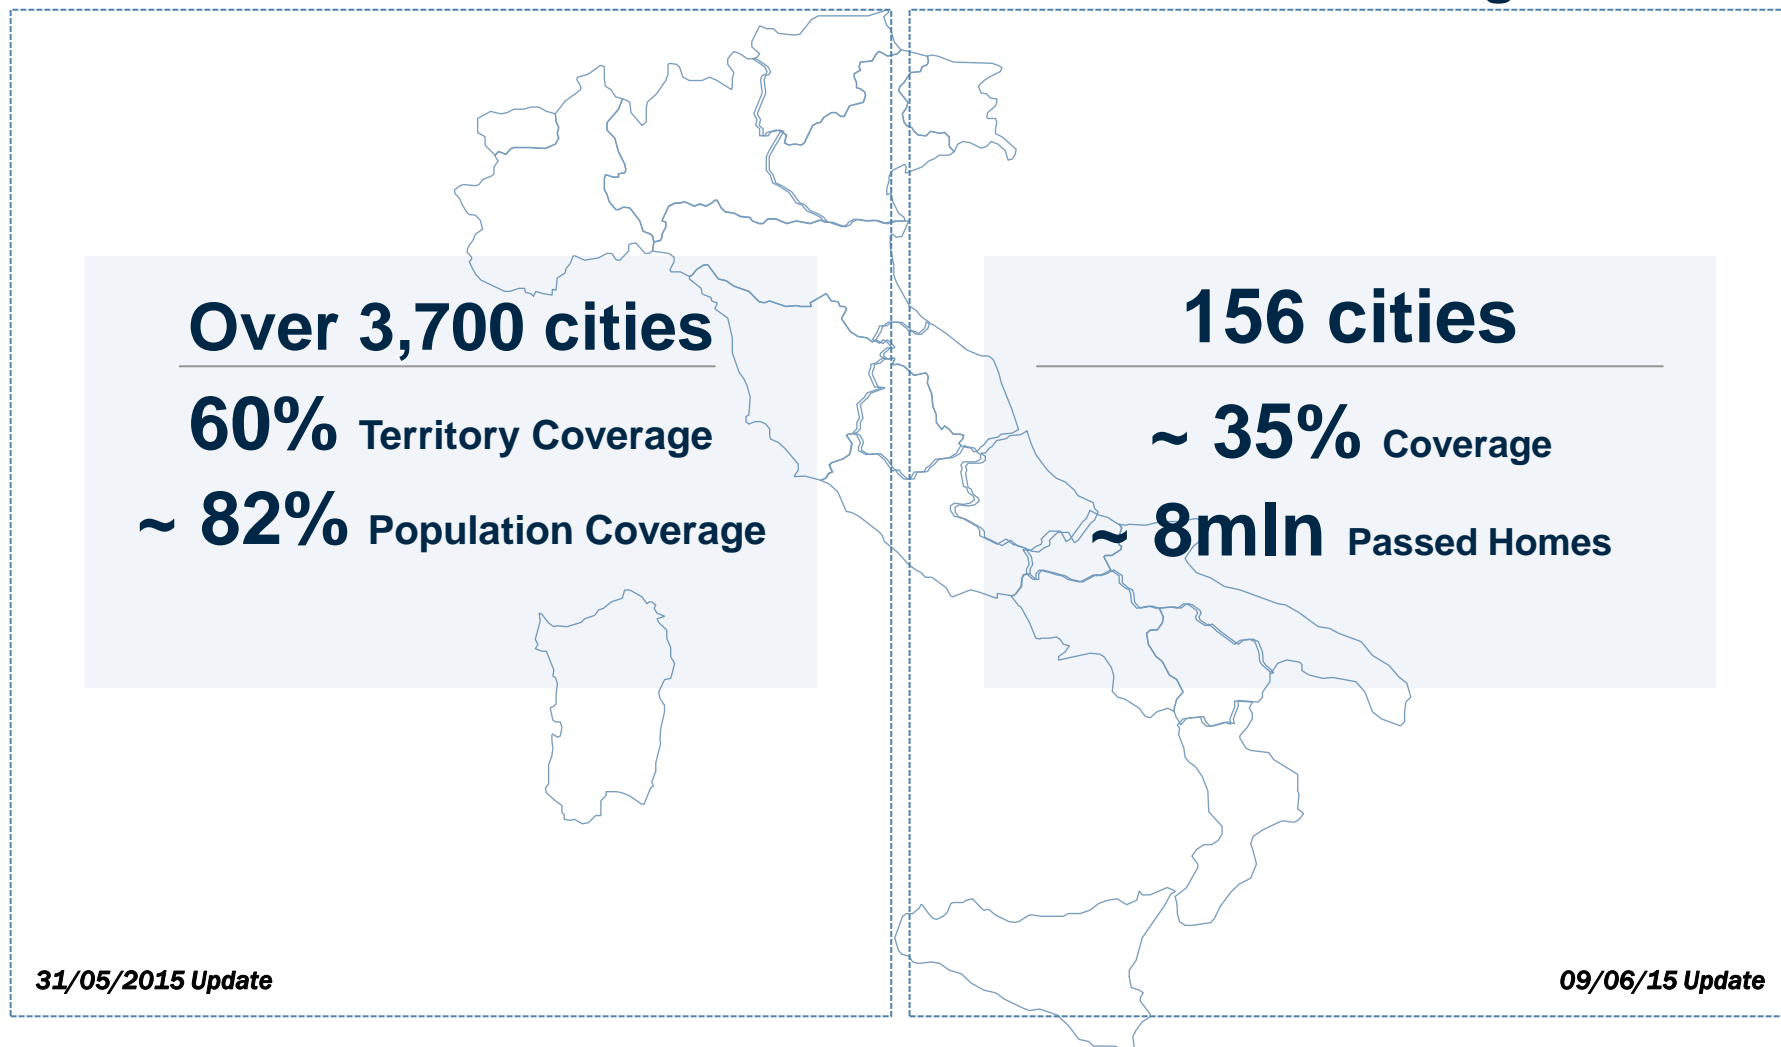 Over 3,700 cities
60% Territory Coverage
~ 82% Population Coverage
31/05/2015 Update
156 cities
~ 35% Coverage
~ 8mln Passed Homes
09/06/15 Update